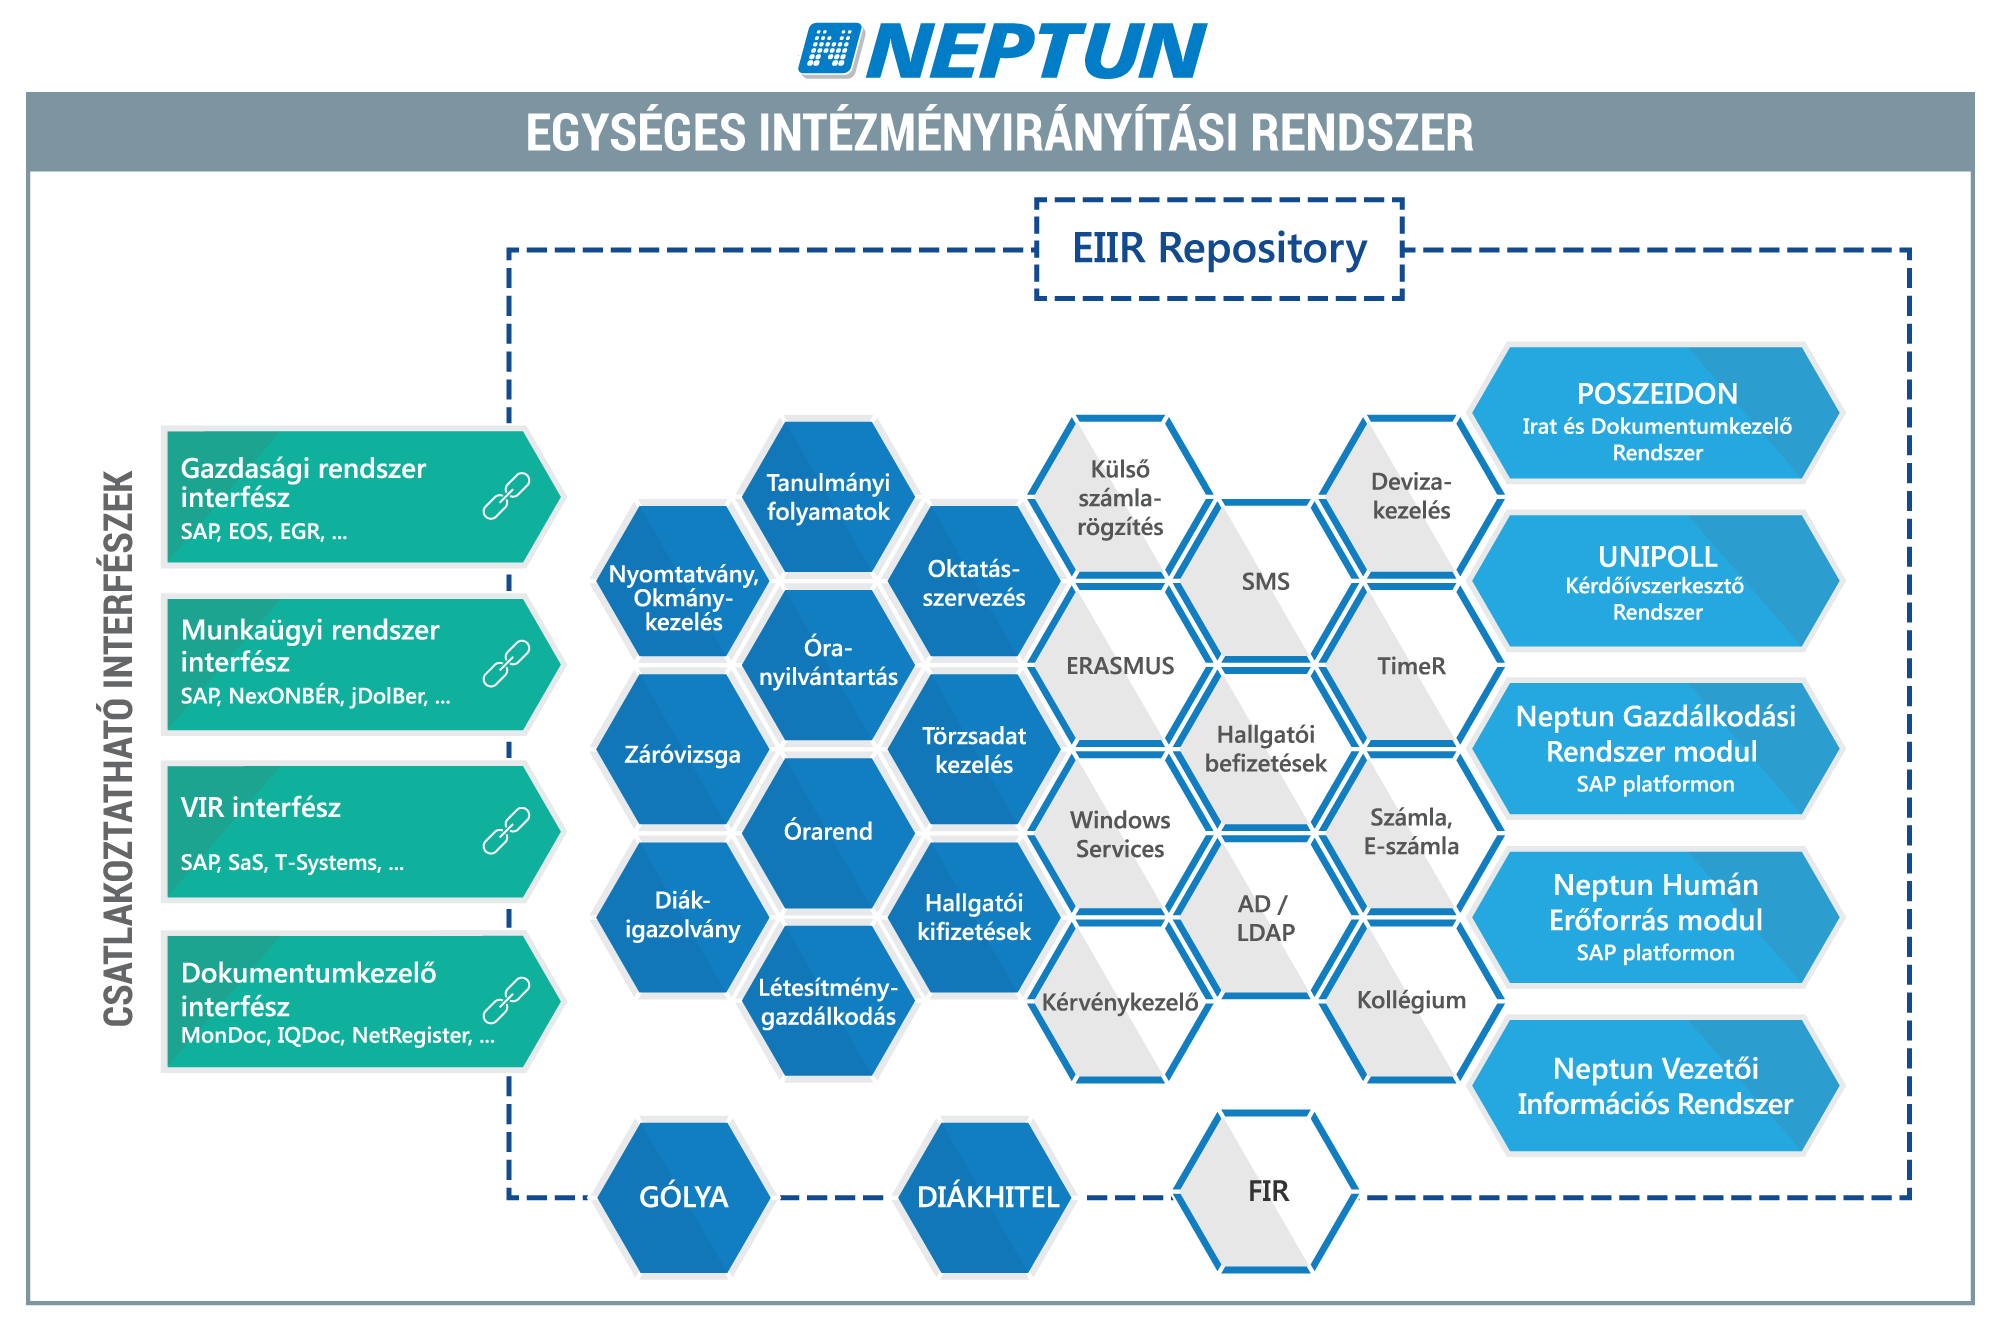 NEPTUN
EGYSÉGES INTÉZMÉNYIRÁNYÍTÁSI RENDSZER
EIIR Repository
CSATLAKOZTATHATÓ INTERFÉSZEK
Gazdasági rendszer
interfész
SAP, EOS, EGR, ...
Munkaügyi rendszer
interfész
SAP, NexONBÉR, jDolBer, ...
VIR interfész
SAP, SaS, T-Systems, ...
Dokumentumkezelő
interfész
MonDoc, IQDoc, NetRegister, ...
Nyomtatvány,
Okmány-
kezelés
Záróvizsga
Diák-
igazolvány
Tanulmányi
folyamatok
Óra-
nyilvántartás
Órarend
Létesítmény-
gazdálkodás
Oktatás-
szervezés
Törzsadat
kezelés
Hallgatói
kifizetések
Külső
számla-
rögzítés
ERASMUS
Windows
Services
Kérvénykezelő
SMS
Hallgatói
befizetések
AD /
LDAP
Deviza-
kezelés
TimeR
Számla,
E-számla
Kollégium
POSZEIDON
Irat és Dokumentumkezelő
Rendszer
UNIPOLL
Kérdőívszerkesztő
Rendszer
Neptun Gazdálkodási
Rendszer modul
SAP platformon
Neptun Humán
Erőforrás modul
SAP platformon
Neptun Vezetői
Információs Rendszer
GÓLYA
DIÁKHITEL
FIR